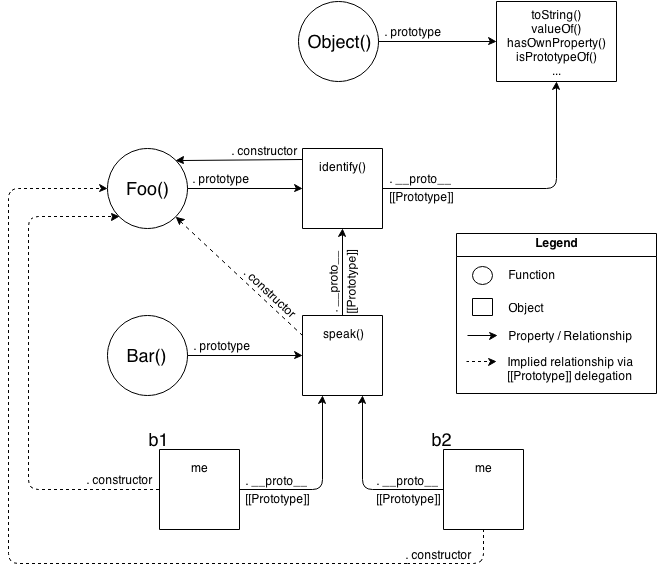 Object()
. prototype
toString()
valueOf()
hasOwnProperty()
isPrototypeOf()
...
Foo()
. constructor
. prototype
identify()
. __proto__
[[Prototype]]
. __proto__
[[Prototype]]
. constructor
Bar()
. prototype
speak()
Legend
Function
Object
Property / Relationship
Implied relationship via
[[Prototype]] delegation
b1
me
. constructor
. __proto__
[[Prototype]]
b2
me
. __proto__
[[Prototype]]
. constructor